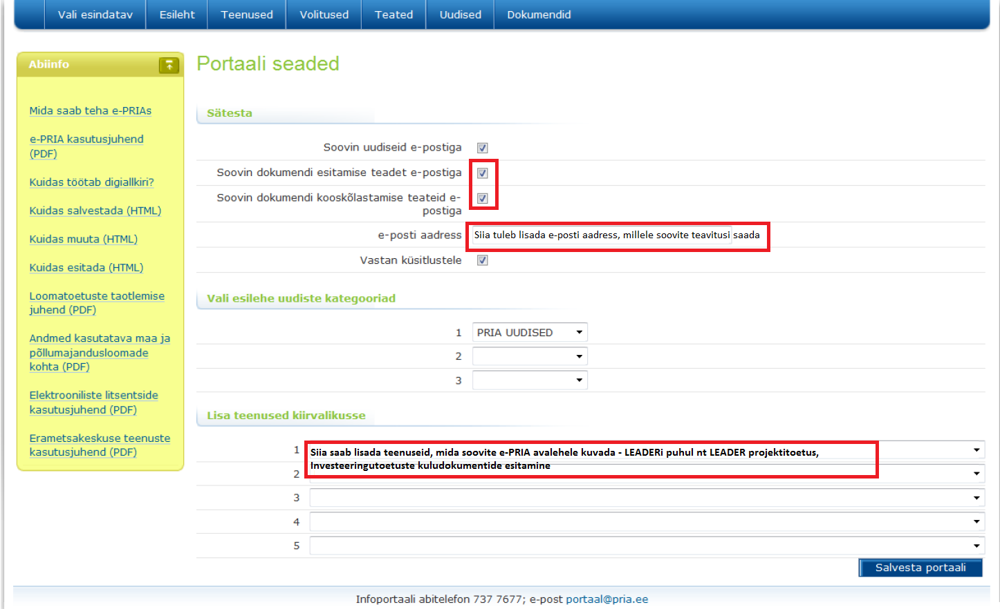 Vali esindatav Esileht Teenused Volitused Teated Uudised Dokumendid
Abiinfo
Mida saab teha e-PRIAs
e-PRIA kasutusjuhend
(PDF)
Kuidas töötab digiallkiri?
Kuidas salvestada (HTML)
Kuidas muuta (HTML)
Kuidas esitada (HTML)
Loomatoetuste taotlemise
juhend (PDF)
Andmed kasutatava maa ja
põllumajandusloomade
kohta (PDF)
Elektrooniliste litsentside
kasutusjuhend (PDF)
Erametsakeskuse teenuste
kasutusjuhend (PDF)
Portaali seaded
Sätesta
Soovin uudiseid e-postiga
Soovin dokumendi esitamise teadet e-postiga
Soovin dokumendi kooskõlastamise teateid e-
postiga
e-posti aadress Siia tuleb lisada e-posti aadress, millele soovite teavitusi saada
Vastan küsitlustele
Vali esilehe uudiste kategooriad
1 PRIA UUDISED
2
3
Lisa teenused kiirvalikusse
1 Siia saab lisada teenuseid, mida soovite e-PRIA avalehele kuvada - LEADERi puhul nt LEADER projektitoetus,
Investeeringutoetuste kuludokumentide esitamine
2
3
4
5
Salvesta portaali
Infoportaali abitelefon 737 7677; e-post portaal@pria.ee